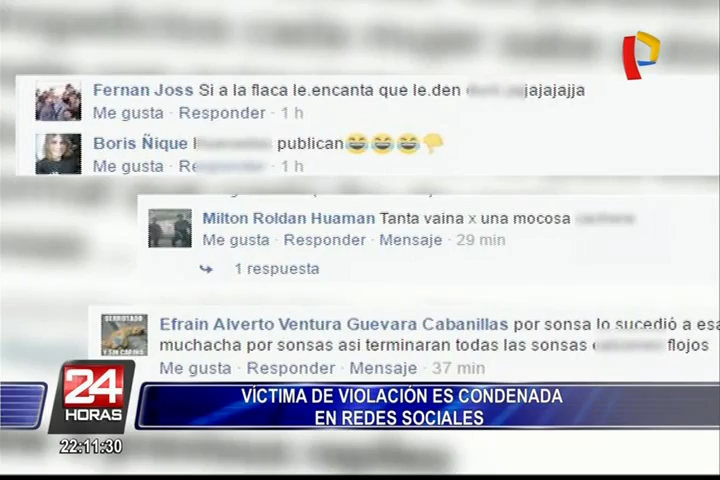 Fernan Joss Si a la flaca le.encanta que le.den jajajajja
Me gusta · Responder · 1 h
Boris Ñique publican😂😂😂👇
Me gusta · 1 h
Milton Roldan Huaman Tanta vaina x una mocosa
Me gusta · Responder · Mensaje · 29 min
1 respuesta
DERROTADO
Efrain Alverto Ventura Guevara Cabanillas por sonsa lo sucedió a esa
muchacha por sonsas asi terminaran todas las sonsas flojos
Me gusta · Responder · Mensaje · 37 min
24
HORAS
VÍCTIMA DE VIOLACIÓN ES CONDENADA
EN REDES SOCIALES
22:11:30